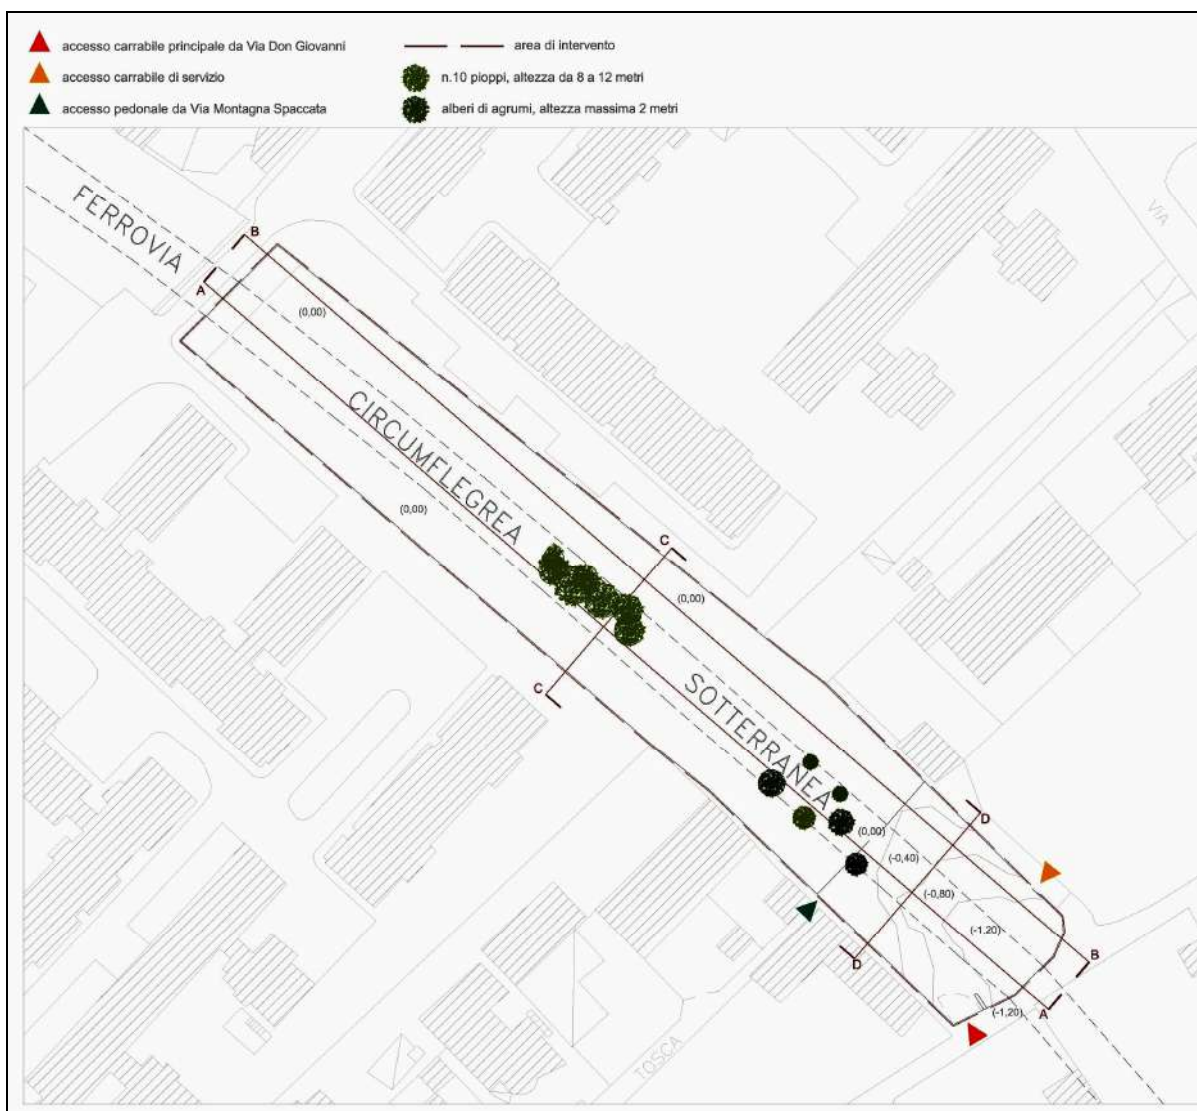 accesso carrabile principale da Via Don Giovanni
area di intervento
accesso carrabile di servizio
n.10 pioppi, altezza da 8 a 12 metri
accesso pedonale da Via Montagna Spaccata
alberi di agrumi, altezza massima 2 metri
FERROVIA
VIA
B
A
(0,00)
CIRCUMFLEGREA
(0,00)
C
(0,00)
C
SOTTERRANEA
D
(0,00)
(-0,40)
(-0,80)
(-1.20)
D
B
A
(-1,20)
TOSCA